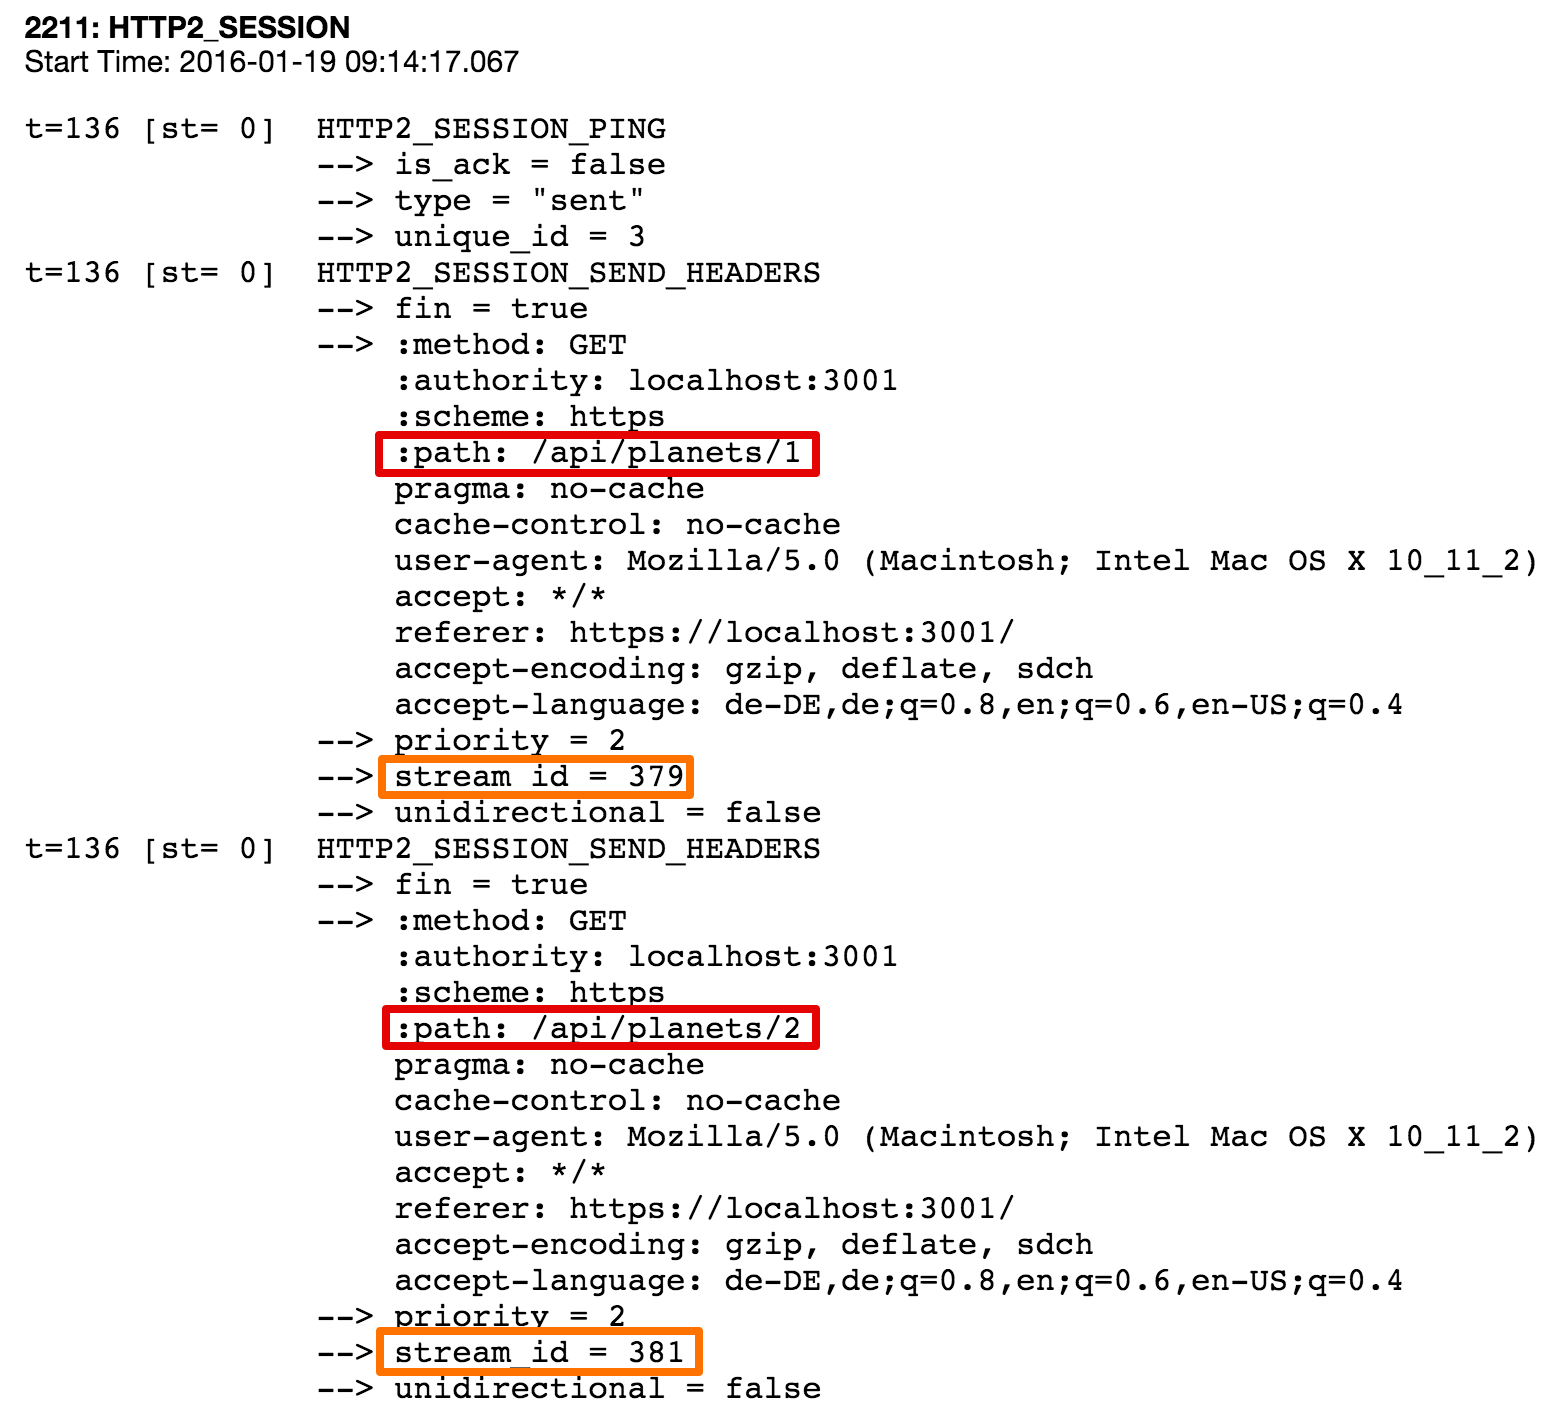 2211: HTTP2_SESSION
Start Time: 2016-01-19 09:14:17.067
t=136 [st= 0]  HTTP2_SESSION_PING
--> is_ack = false
--> type = "sent"
--> unique_id = 3
t=136 [st= 0]  HTTP2_SESSION_SEND_HEADERS
--> fin = true
--> :method: GET
:authority: localhost:3001
:scheme: https
:path: /api/planets/1
pragma: no-cache
cache-control: no-cache
user-agent: Mozilla/5.0 (Macintosh; Intel Mac OS X 10_11_2)
accept: */*
referer: https://localhost:3001/
accept-encoding: gzip, deflate, sdch
accept-language: de-DE,de;q=0.8,en;q=0.6,en-US;q=0.4
--> priority = 2
--> stream_id = 379
--> unidirectional = false
t=136 [st= 0]  HTTP2_SESSION_SEND_HEADERS
--> fin = true
--> :method: GET
:authority: localhost:3001
:scheme: https
:path: /api/planets/2
pragma: no-cache
cache-control: no-cache
user-agent: Mozilla/5.0 (Macintosh; Intel Mac OS X 10_11_2)
accept: */*
referer: https://localhost:3001/
accept-encoding: gzip, deflate, sdch
accept-language: de-DE,de;q=0.8,en;q=0.6,en-US;q=0.4
--> priority = 2
--> stream_id = 381
--> unidirectional = false